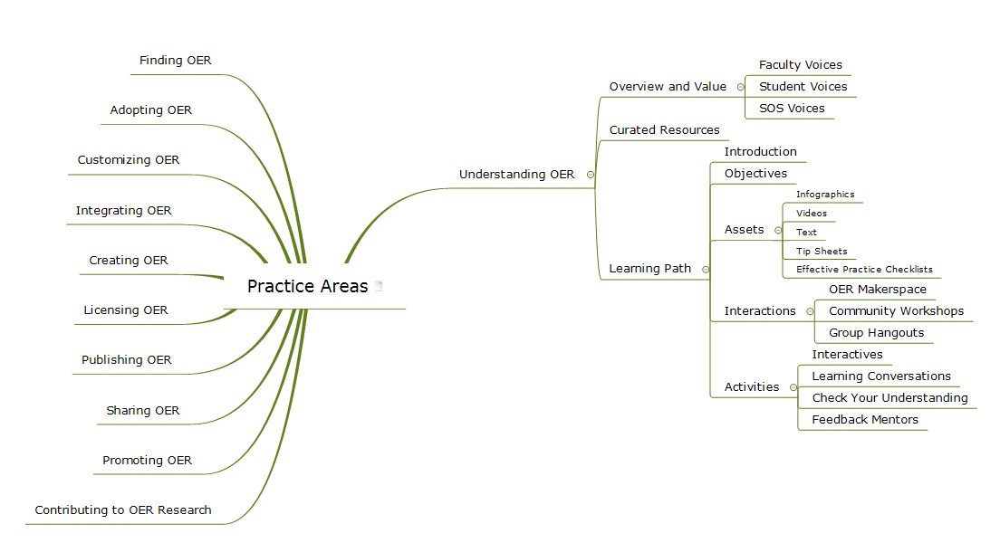 Practice Areas
Finding OER
Adopting OER
Customizing OER
Integrating OER
Creating OER
Licensing OER
Publishing OER
Sharing OER
Promoting OER
Contributing to OER Research
Understanding OER
Overview and Value
Faculty Voices
Student Voices
SOS Voices
Curated Resources
Learning Path
Introduction
Objectives
Assets
Infographics
Videos
Text
Tip Sheets
Effective Practice Checklists
Interactions
OER Makerspace
Community Workshops
Group Hangouts
Activities
Interactives
Learning Conversations
Check Your Understanding
Feedback Mentors